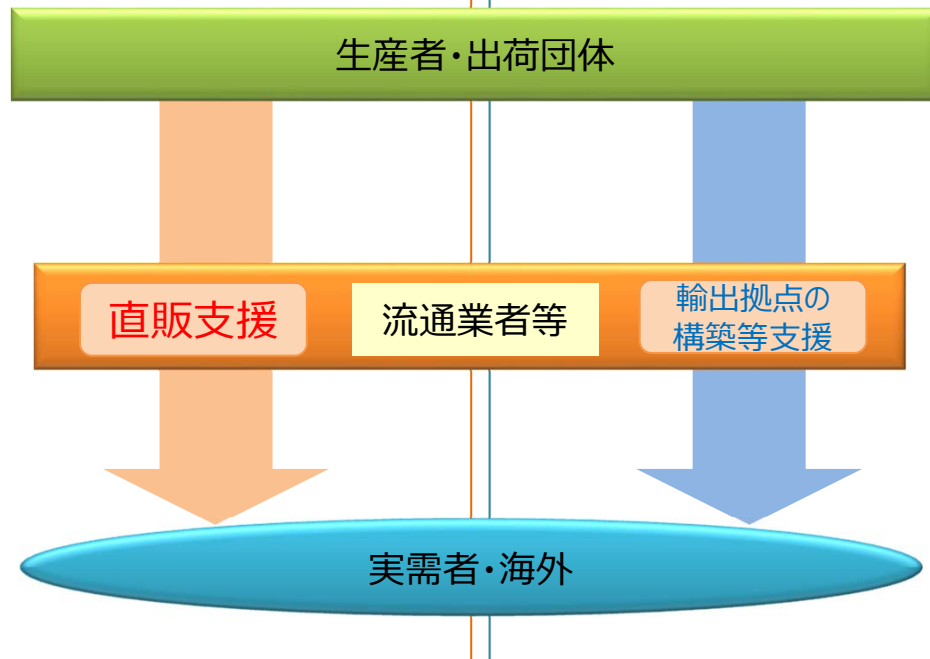 生産者・出荷団体
直販支援
流通業者等
輸出拠点の
構築等支援
実需者・海外